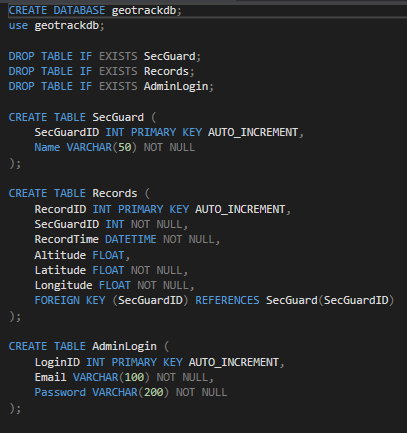 CREATE DATABASE geotrackdb;
use geotrackdb;

DROP TABLE IF EXISTS SecGuard;
DROP TABLE IF EXISTS Records;
DROP TABLE IF EXISTS AdminLogin;

CREATE TABLE SecGuard (
    SecGuardID INT PRIMARY KEY AUTO_INCREMENT,
    Name VARCHAR(50) NOT NULL
);

CREATE TABLE Records (
    RecordID INT PRIMARY KEY AUTO_INCREMENT,
    SecGuardID INT NOT NULL,
    RecordTime DATETIME NOT NULL,
    Altitude FLOAT,
    Latitude FLOAT NOT NULL,
    Longitude FLOAT NOT NULL,
    FOREIGN KEY (SecGuardID) REFERENCES SecGuard(SecGuardID)
);

CREATE TABLE AdminLogin (
    LoginID INT PRIMARY KEY AUTO_INCREMENT,
    Email VARCHAR(100) NOT NULL,
    Password VARCHAR(200) NOT NULL
);